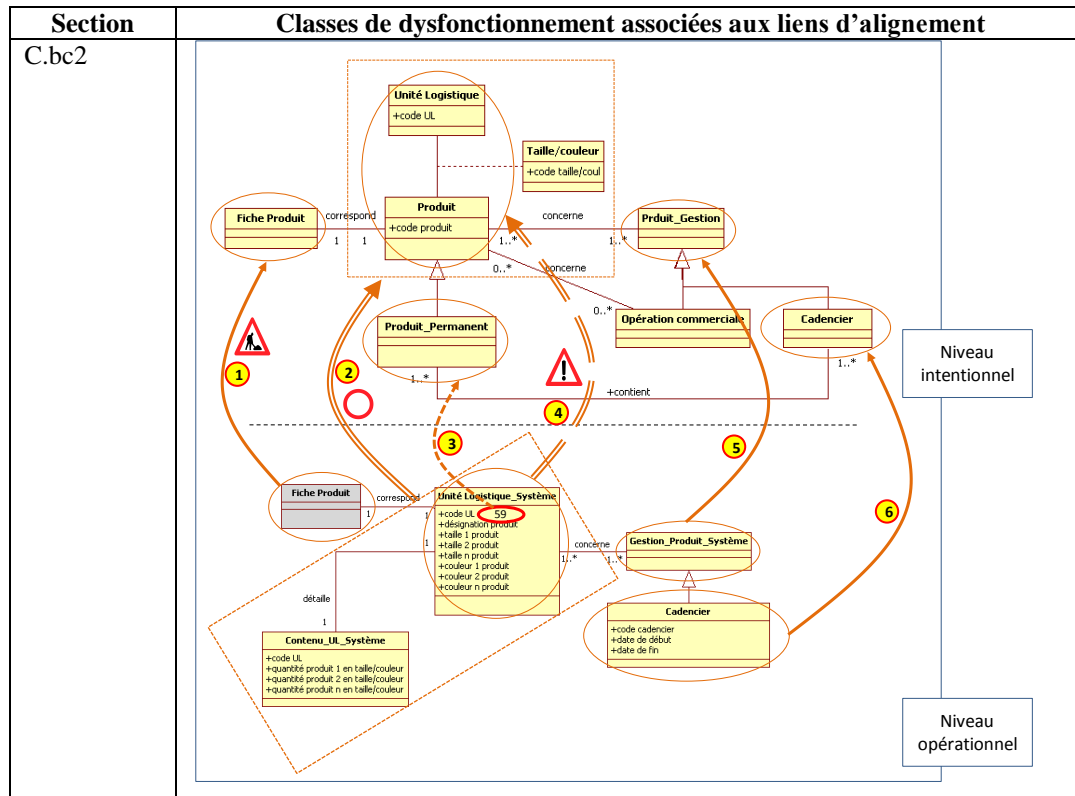 Section
Classes de dysfonctionnement associées aux liens d'alignement
C.bc2
Unité Logistique
+code UL
Taille/couleur
+code taille/coul
Fiche Produit
correspond
1
1
Produit
+code produit
concerne
1..*
1..*
Prduit_Gestion
0..*
concerne
0..*
Produit_Permanent
Opération commerciale
Cadencier
1..*
1..*
+contient
Niveau
intentionnel
1
2
3
4
5
6
Fiche Produit
correspond
1
1
Unité Logistique_Système
+code UL
59
+désignation produit
+taille 1 produit
+taille 2 produit
+taille n produit
+couleur 1 produit
+couleur 2 produit
+couleur n produit
1
concerne
1..*
1..*
Gestion_Produit_Système
détaille
1
Cadencier
+code cadencier
+date de début
+date de fin
Contenu_UL_Système
+code UL
+quantité produit 1 en taille/couleur
+quantité produit 2 en taille/couleur
+quantité produit n en taille/couleur
Niveau
opérationnel